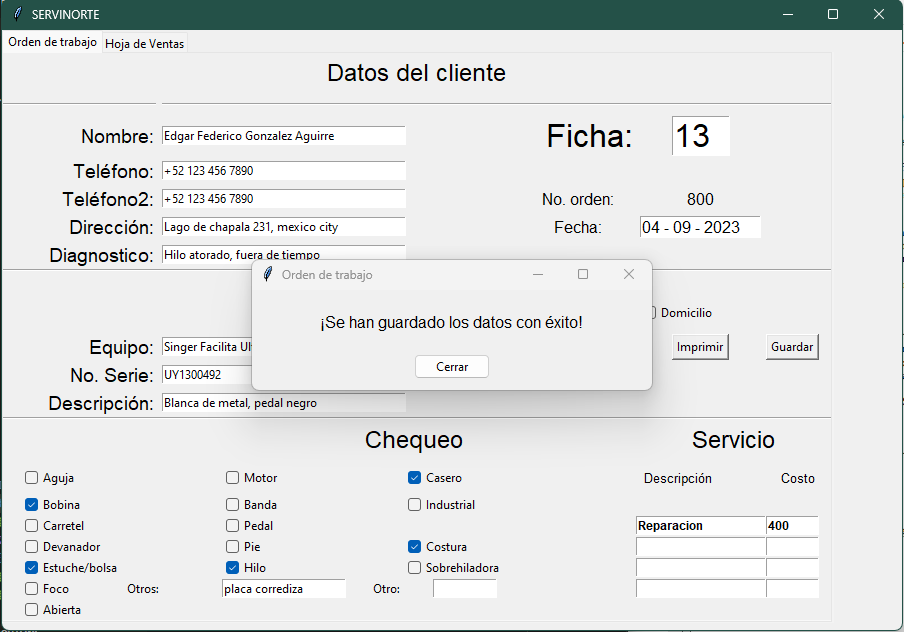 SERVINORTE
Orden de trabajo Hoja de Ventas
Datos del cliente
Nombre: Edgar Federico Gonzalez Aguirre
Ficha: 13
Teléfono: +52 123 456 7890
Teléfono2: +52 123 456 7890
No. orden: 800
Dirección: Lago de chapala 231, mexico city
Fecha: 04 - 09 - 2023
Diagnostico: Hilo atorado, fuera de tiempo
Orden de trabajo
¡Se han guardado los datos con éxito!
Cerrar
Domicilio
Equipo: Singer Facilita
Imprimir Guardar
No. Serie: UY1300492
Descripción: Blanca de metal, pedal negro
Chequeo
Servicio
Aguja Motor Casero
Descripción Costo
Bobina Banda Industrial
Carretel Pedal
Reparacion 400
Devanador Pie Costura
Estuche/bolsa Hilo Sobrehiladora
Foco Otros: placa corrediza Otro:
Abierta